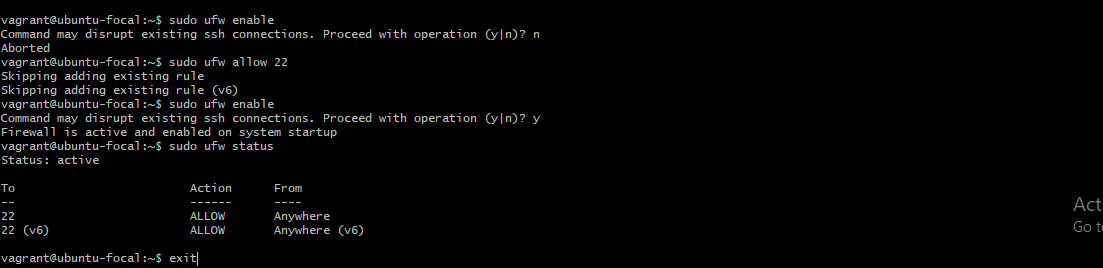 vagrant@ubuntu-focal:~$ sudo ufw enable
Command may disrupt existing ssh connections. Proceed with operation (y|n)? n
Aborted
vagrant@ubuntu-focal:~$ sudo ufw allow 22
Skipping adding existing rule
Skipping adding existing rule (v6)
vagrant@ubuntu-focal:~$ sudo ufw enable
Command may disrupt existing ssh connections. Proceed with operation (y|n)? y
Firewall is active and enabled on system startup
vagrant@ubuntu-focal:~$ sudo ufw status
Status: active
To Action From
-- ------ ----
22 ALLOW Anywhere
22 (v6) ALLOW Anywhere (v6)
vagrant@ubuntu-focal:~$ exit
Act
Go t